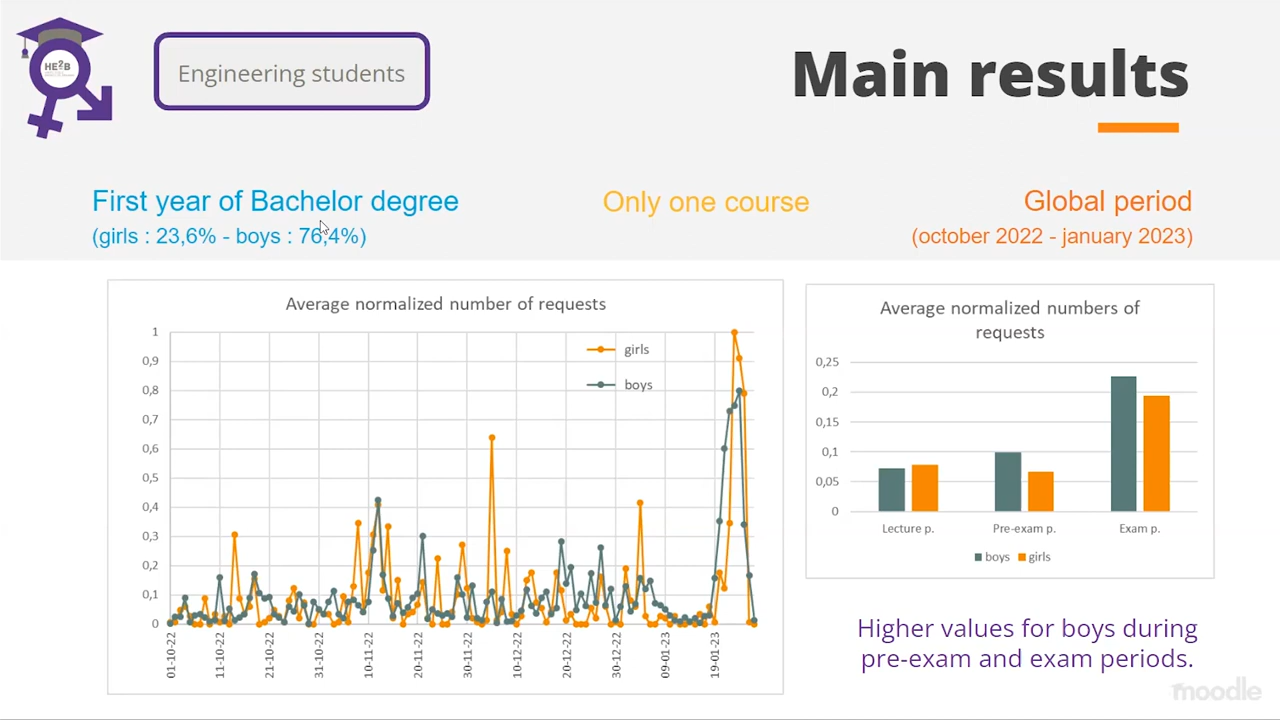 HE²B
Engineering students
Main results
First year of Bachelor degree
(girls : 23,6% - boys : 76,4%)
Only one course
Global period
(october 2022 - january 2023)
Average normalized number of requests
1
0,9
0,8
0,7
0,6
0,5
0,4
0,3
0,2
0,1
0
girls
boys
01-10-22
11-10-22
21-10-22
31-10-22
10-11-22
20-11-22
30-11-22
10-12-22
20-12-22
30-12-22
09-01-23
19-01-23
Average normalized numbers of
requests
0,25
0,2
0,15
0,1
0,05
0
Lecture p.
Pre-exam p.
Exam p.
boys
girls
Higher values for boys during
pre-exam and exam periods.
moodle